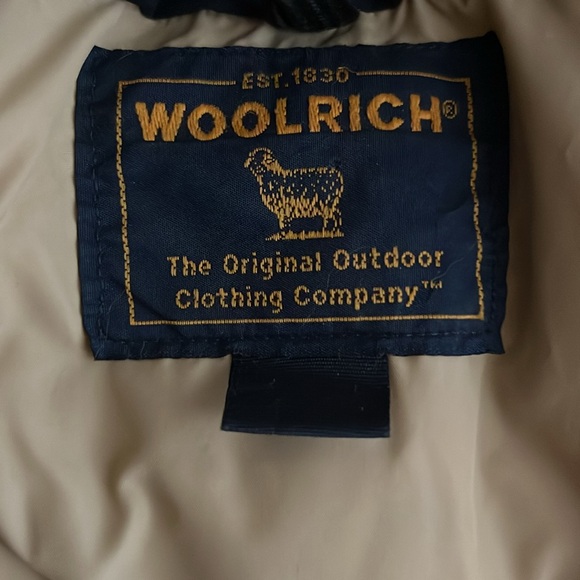 EST. 1830
WOOLRICH®
The Original Outdoor
Clothing Company™